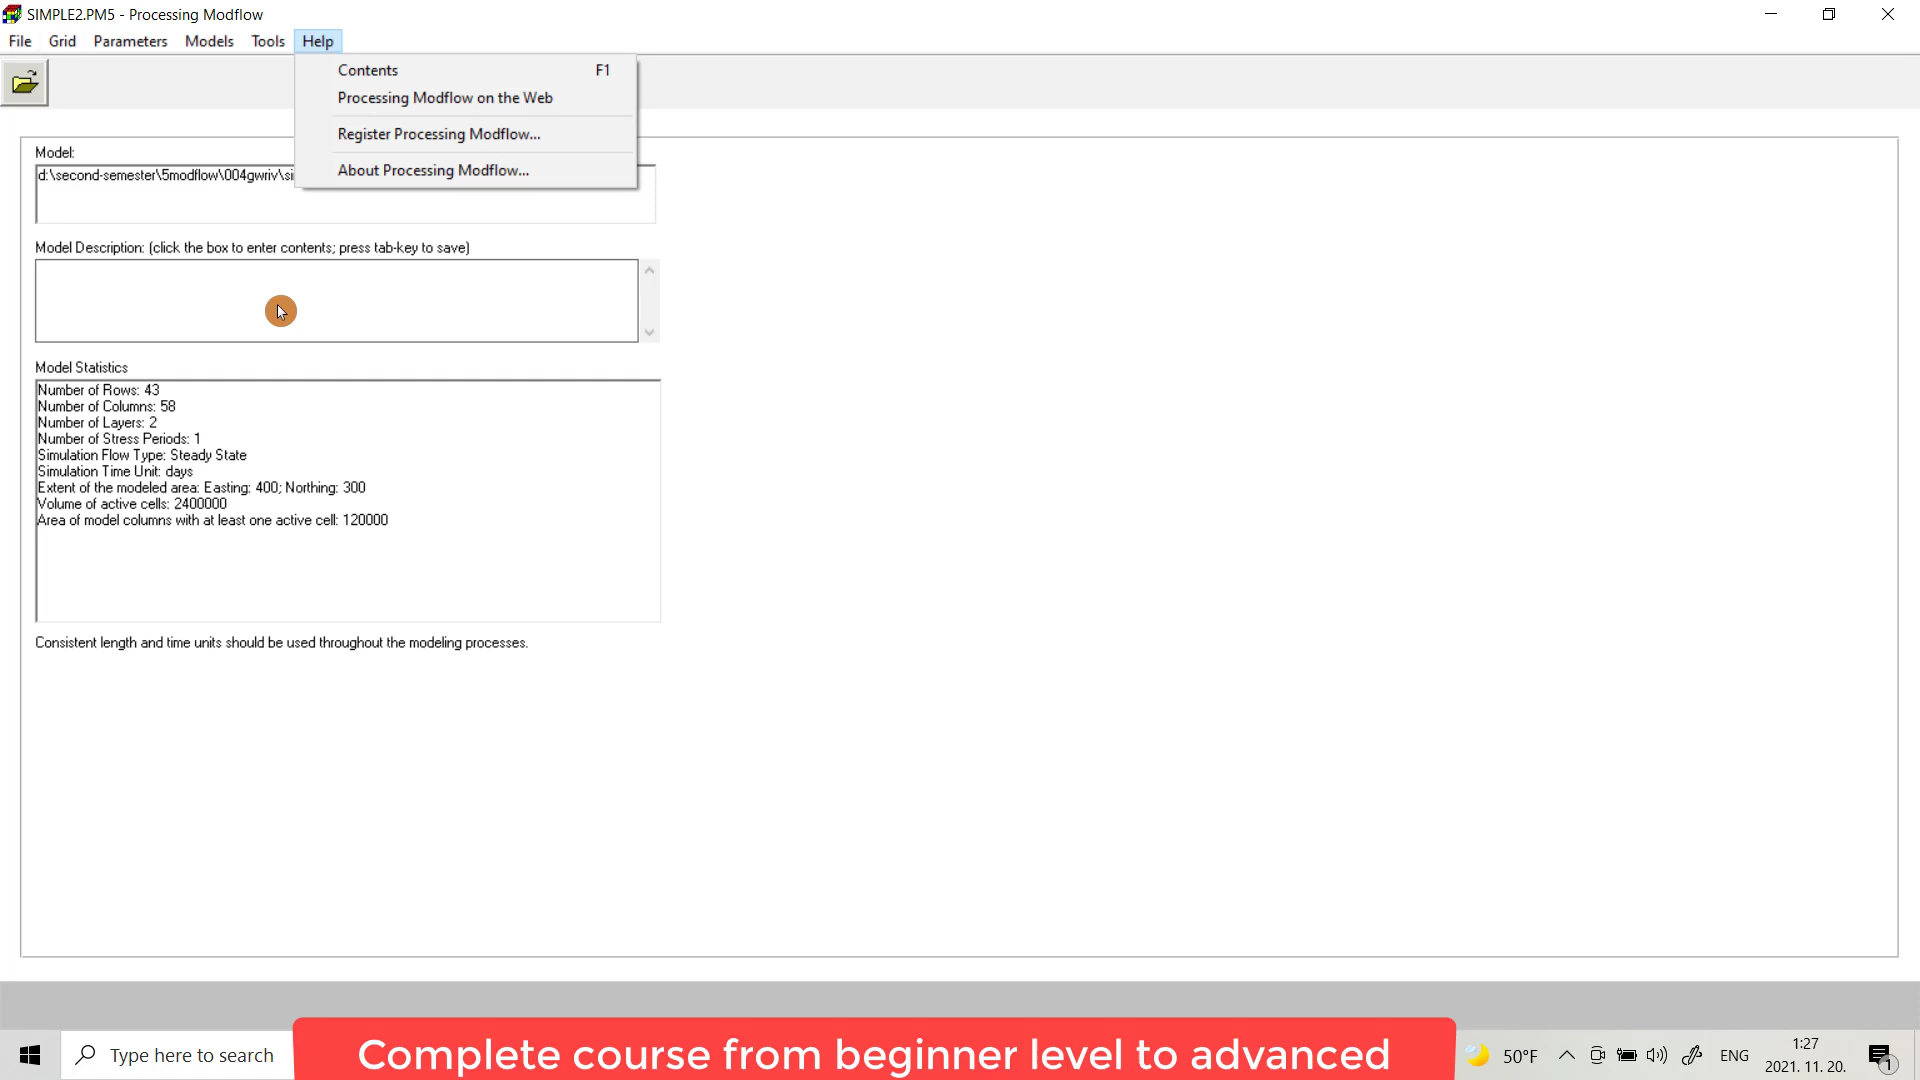 SIMPLE2.PM5 - Processing Modflow
File Grid Parameters Models Tools Help
Contents F1
Processing Modflow on the Web
Register Processing Modflow...
About Processing Modflow...
Model:
d:\second-semester\5modflow\004gwriv\si
Model Description: (click the box to enter contents; press tab-key to save)
Model Statistics
Number of Rows: 43
Number of Columns: 58
Number of Layers: 2
Number of Stress Periods: 1
Simulation Flow Type: Steady State
Simulation Time Unit: days
Extent of the modeled area: Easting: 400; Northing: 300
Volume of active cells: 2400000
Area of model columns with at least one active cell: 120000
Consistent length and time units should be used throughout the modeling processes.
Type here to search
Complete course from beginner level to advanced
50°F
ENG
1:27
2021. 11. 20.
1